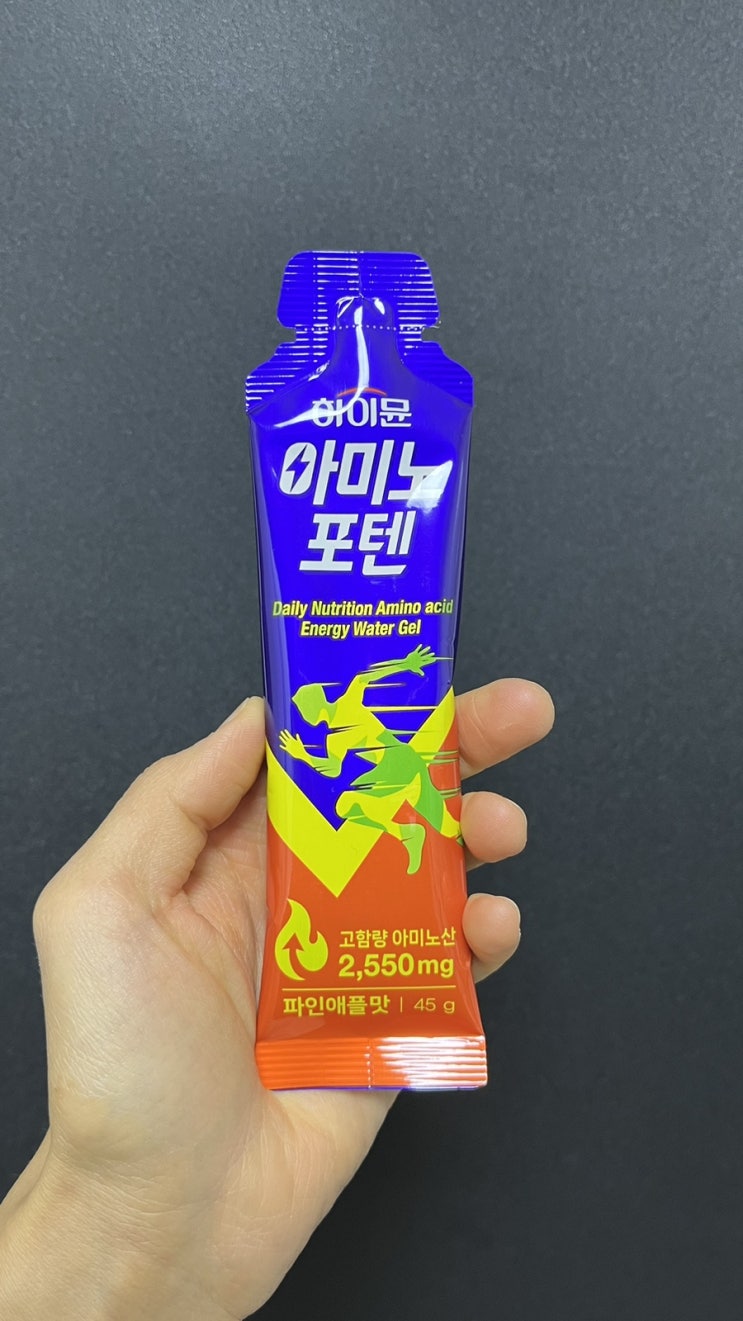 하이뮨
아미노
포텐
Daily Nutrition Amino acid
Energy Water Gel
고함량 아미노산
2,550mg
파인애플맛 | 45 g